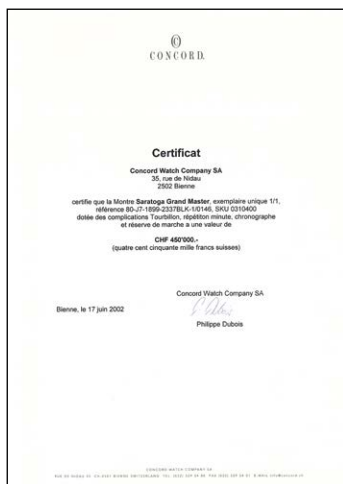 CONCORD.
Certificat
Concord Watch Company SA
35, rue de Nidau
2502 Bienne
certifie que la Montre Saratoga Grand Master, exemplaire unique 1/1,
référence 80-J7-1899-2337BLK-1/0146, SKU 0310400
dotée des complications Tourbillon, répétiton minute, chronographe
et réserve de marche a une valeur de
CHF 450'000.-
(quatre cent cinquante mille francs suisses)
Concord Watch Company SA
Bienne, le 17 juin 2002
Philippe Dubois
CONCORD WATCH COMPANY SA